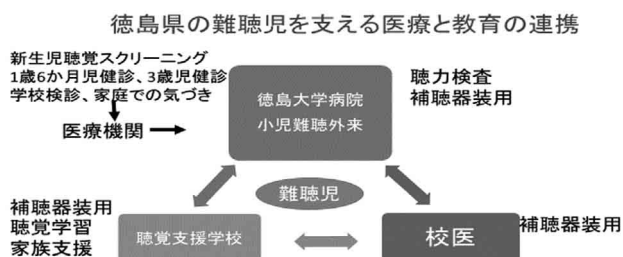 徳島県の難聴児を支える医療と教育の連携
新生児聴覚スクリーニング
1歳6か月児健診、3歳児健診
学校検診、家庭での気づき
医療機関
徳島大学病院
小児難聴外来
聴力検査
補聴器装用
難聴児
補聴器装用
聴覚学習
家族支援
聴覚支援学校
校医
補聴器装用